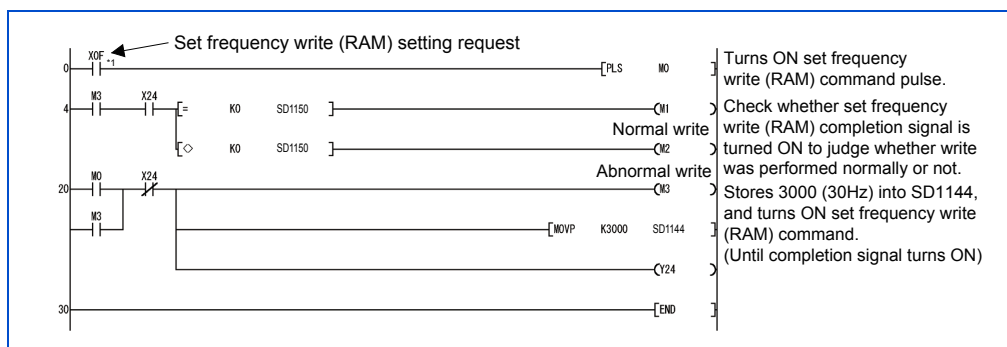 Set frequency write (RAM) setting request
X0F
*1
0
PLS M0
Turns ON set frequency
write (RAM) command pulse.
M3 X24
4
= K0 SD1150
M1
Normal write
Check whether set frequency
write (RAM) completion signal is
turned ON to judge whether write
was performed normally or not.
<> K0 SD1150
M2
Abnormal write
M0 X24
20
M3
Stores 3000 (30Hz) into SD1144,
and turns ON set frequency write
(RAM) command.
(Until completion signal turns ON)
M3
MOVP K3000 SD1144
Y24
30
END